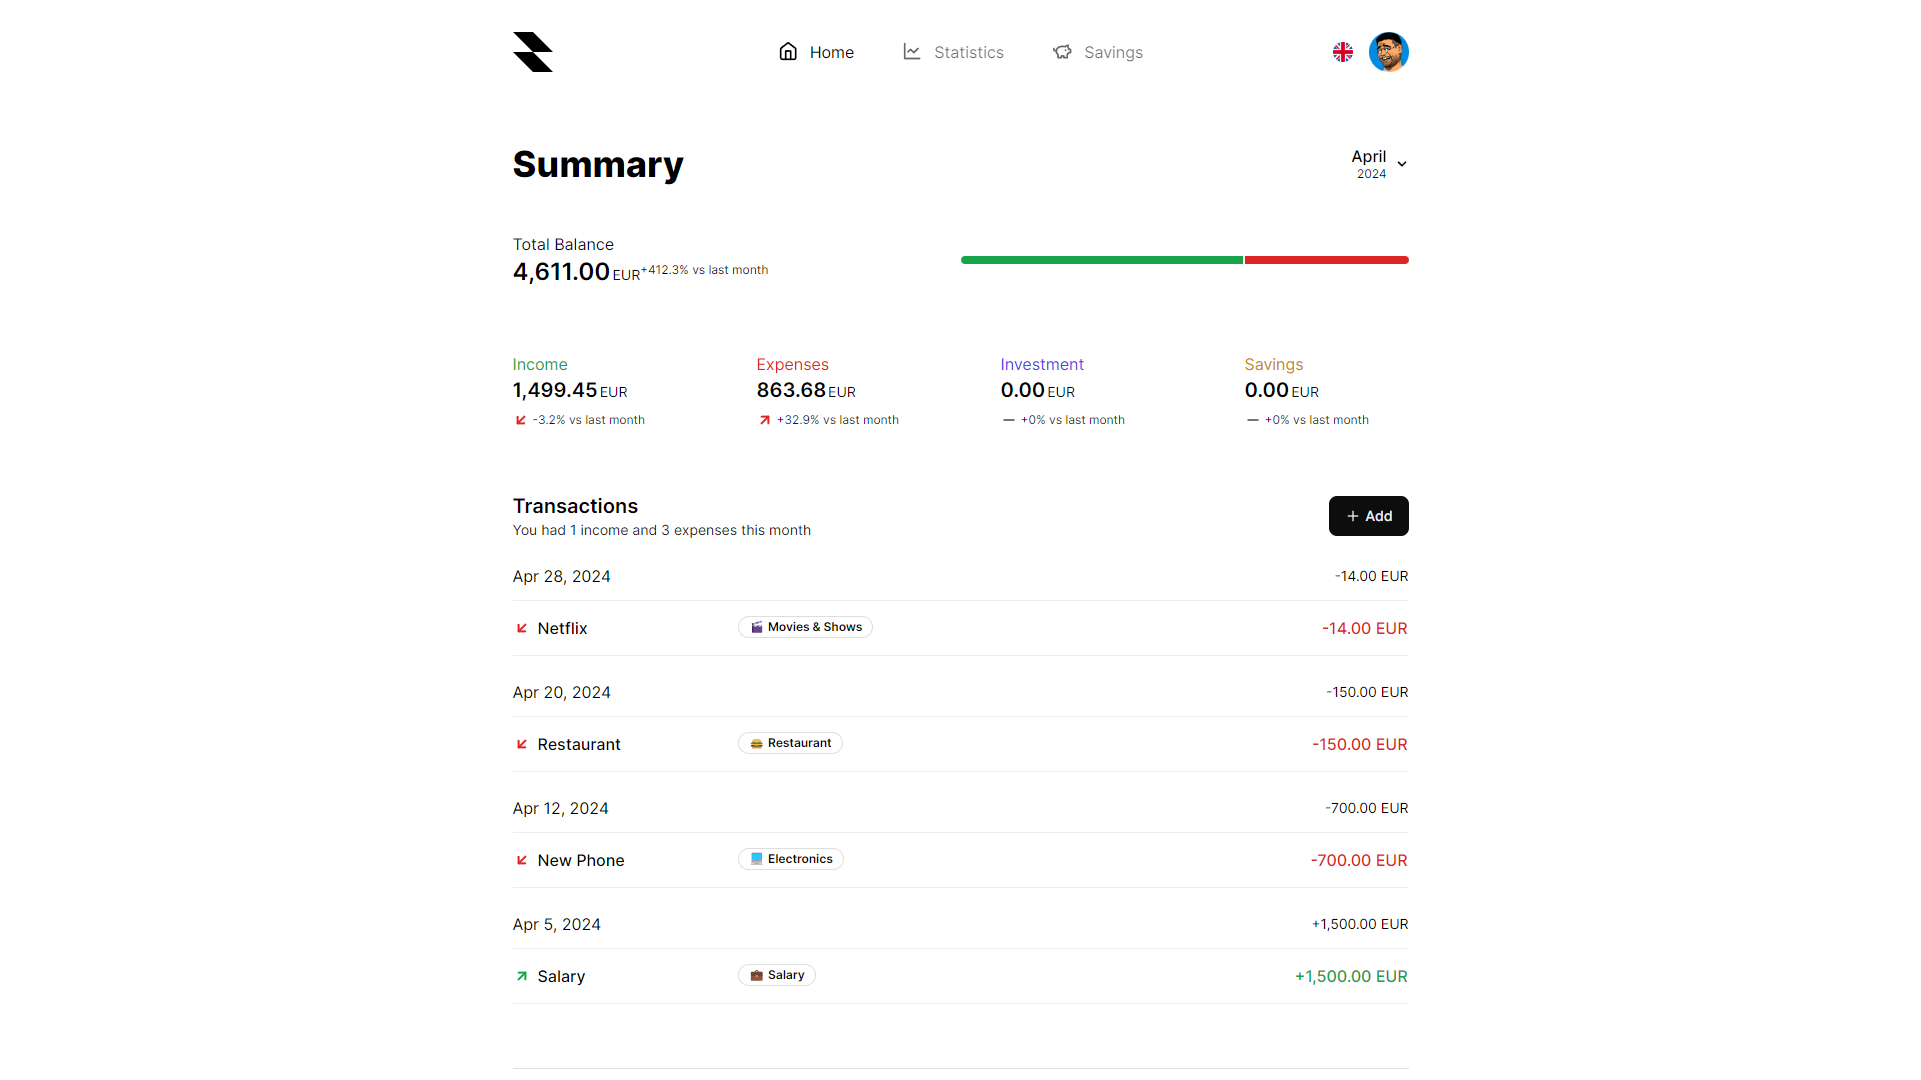 Home
Statistics
Savings
Summary
April
2024
Total Balance
4,611.00 EUR +412.3% vs last month
Income
1,499.45 EUR
-3.2% vs last month
Expenses
863.68 EUR
+32.9% vs last month
Investment
0.00 EUR
+0% vs last month
Savings
0.00 EUR
+0% vs last month
Transactions
You had 1 income and 3 expenses this month
+ Add
Apr 28, 2024 -14.00 EUR
Netflix Movies & Shows -14.00 EUR
Apr 20, 2024 -150.00 EUR
Restaurant Restaurant -150.00 EUR
Apr 12, 2024 -700.00 EUR
New Phone Electronics -700.00 EUR
Apr 5, 2024 +1,500.00 EUR
Salary Salary +1,500.00 EUR